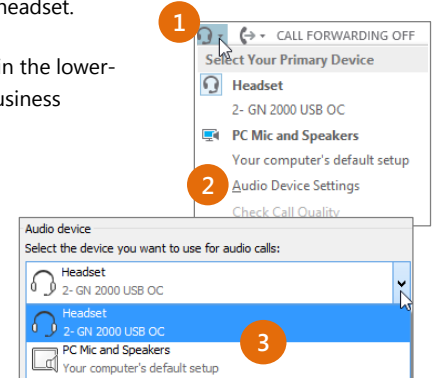 headset.
in the lower-
usiness
1
CALL FORWARDING OFF
Select Your Primary Device
Headset
2- GN 2000 USB OC
PC Mic and Speakers
Your computer's default setup
2
Audio Device Settings
Check Call Quality
Audio device
Select the device you want to use for audio calls:
Headset
2- GN 2000 USB OC
Headset
2- GN 2000 USB OC
3
PC Mic and Speakers
Your computer's default setup